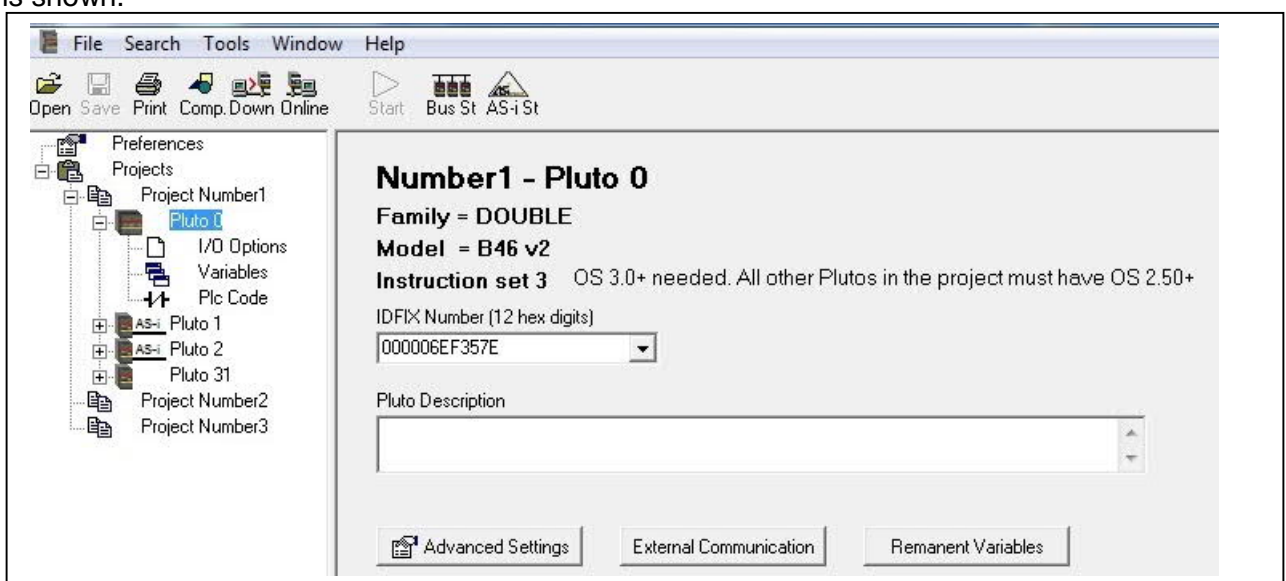 is shown.
File Search Tools Window Help
Open Save Print Comp. Down Online Start Bus St AS-i St
Preferences
Projects
Project Number1
Pluto 0
I/O Options
Variables
Plc Code
AS-i Pluto 1
AS-i Pluto 2
Pluto 31
Project Number2
Project Number3
Number1 - Pluto 0
Family = DOUBLE
Model = B46 v2
Instruction set 3 OS 3.0+ needed. All other Plutos in the project must have OS 2.50+
IDFIX Number (12 hex digits)
000006EF357E
Pluto Description
Advanced Settings External Communication Remanent Variables